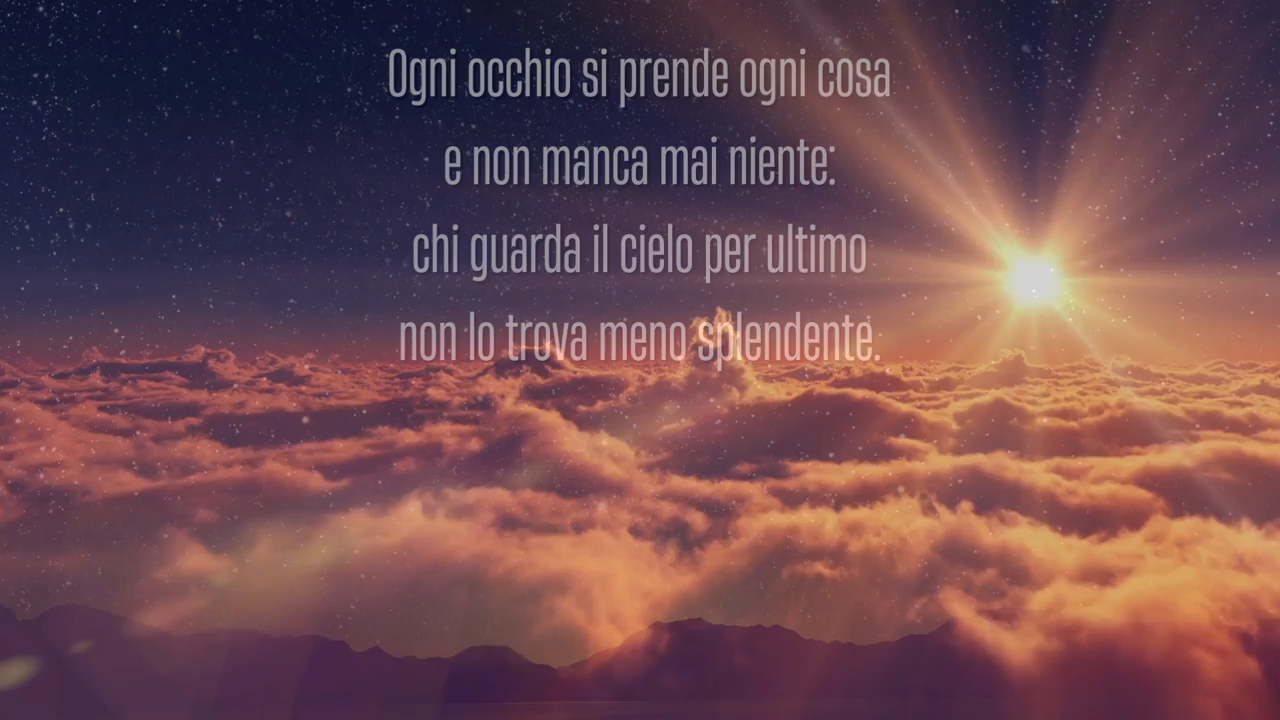 Ogni occhio si prende ogni cosa
e non manca mai niente:
chi guarda il cielo per ultimo
non lo trova meno splendente.